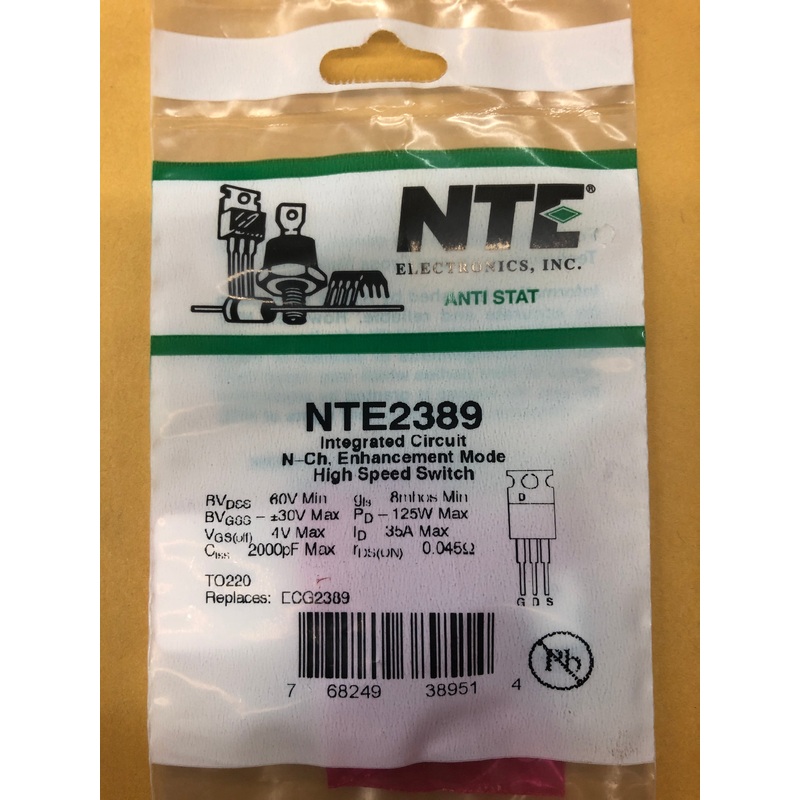 NTE®
ELECTRONICS, INC.
ANTI STAT
NTE2389
Integrated Circuit
N–Ch, Enhancement Mode
High Speed Switch
BVDSS 60V Min gfs 8mhos Min
BVGSS – ±30V Max PD – 125W Max
VGS(off) 4V Max ID 35A Max
Ciss 2000pF Max rDS(ON) 0.045Ω
D
TO220
Replaces: ECG2389
G D S
Pb
7 68249 38951 4